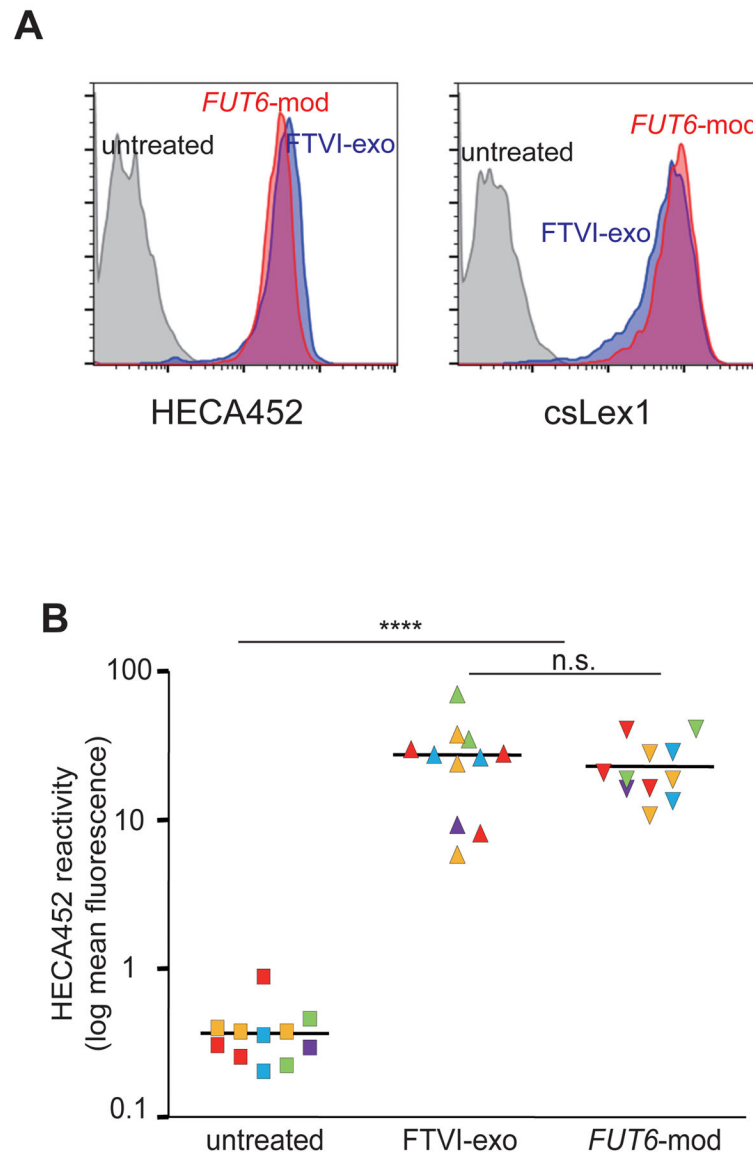 A
FUT6-mod
untreated
FTVI-exo
HECA452
FUT6-mod
untreated
FTVI-exo
csLex1
B
****
n.s.
100
10
1
0.1
HECA452 reactivity
(log mean fluorescence)
untreated
FTVI-exo
FUT6-mod